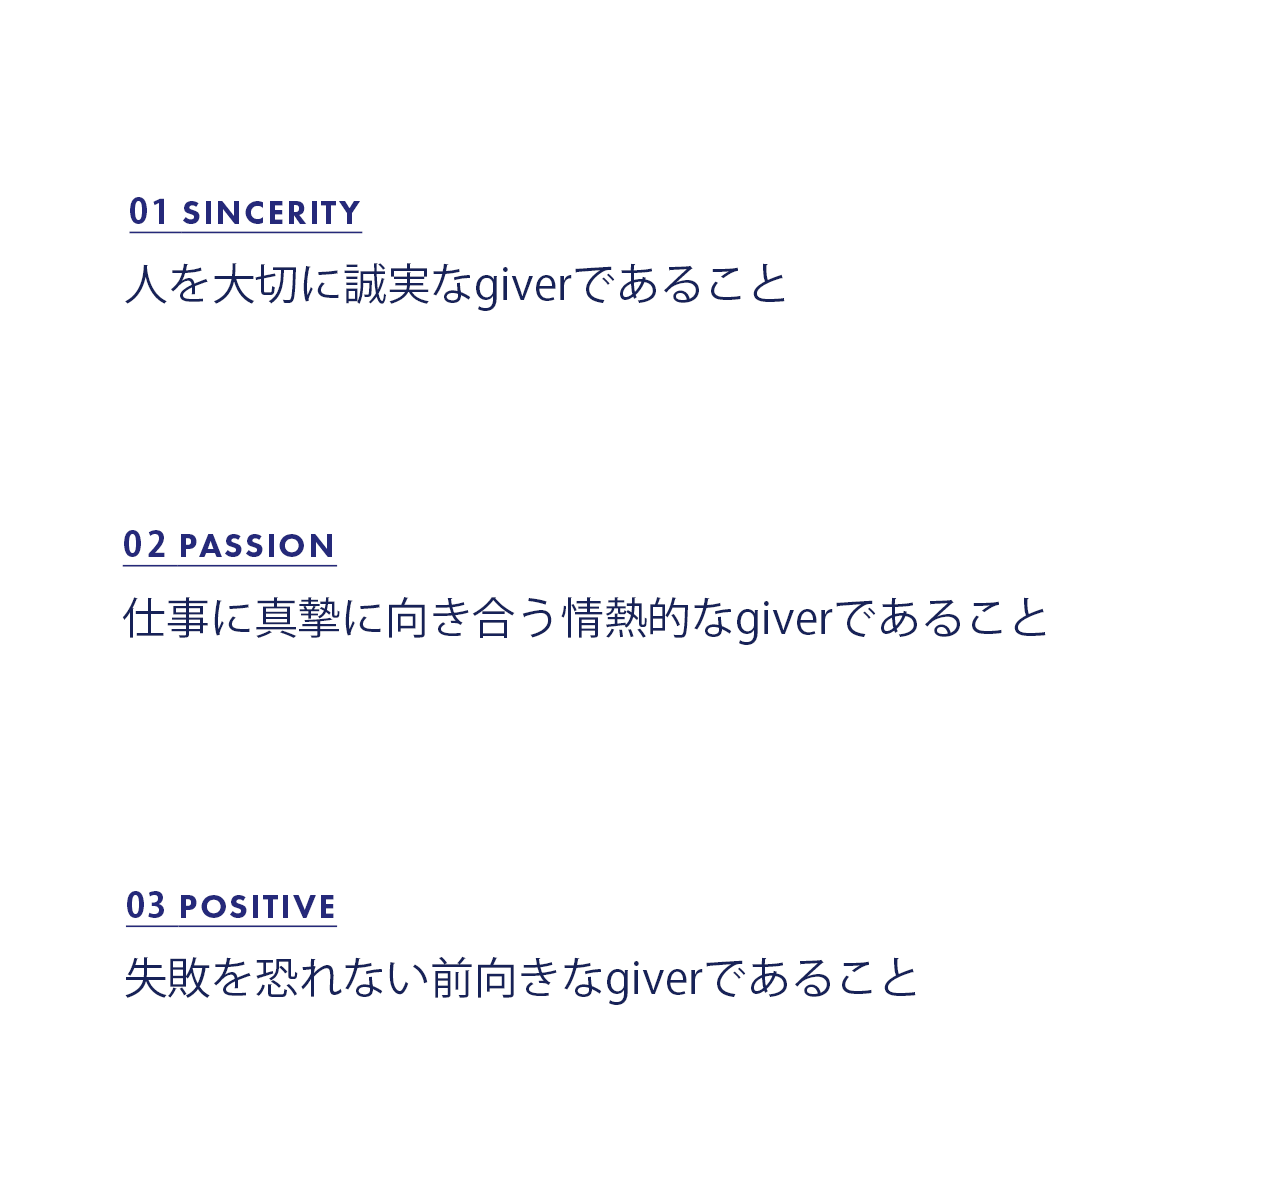 01 SINCERITY
人を大切に誠実なgiverであること
02 PASSION
仕事に真摯に向き合う情熱的なgiverであること
03 POSITIVE
失敗を恐れない前向きなgiverであること